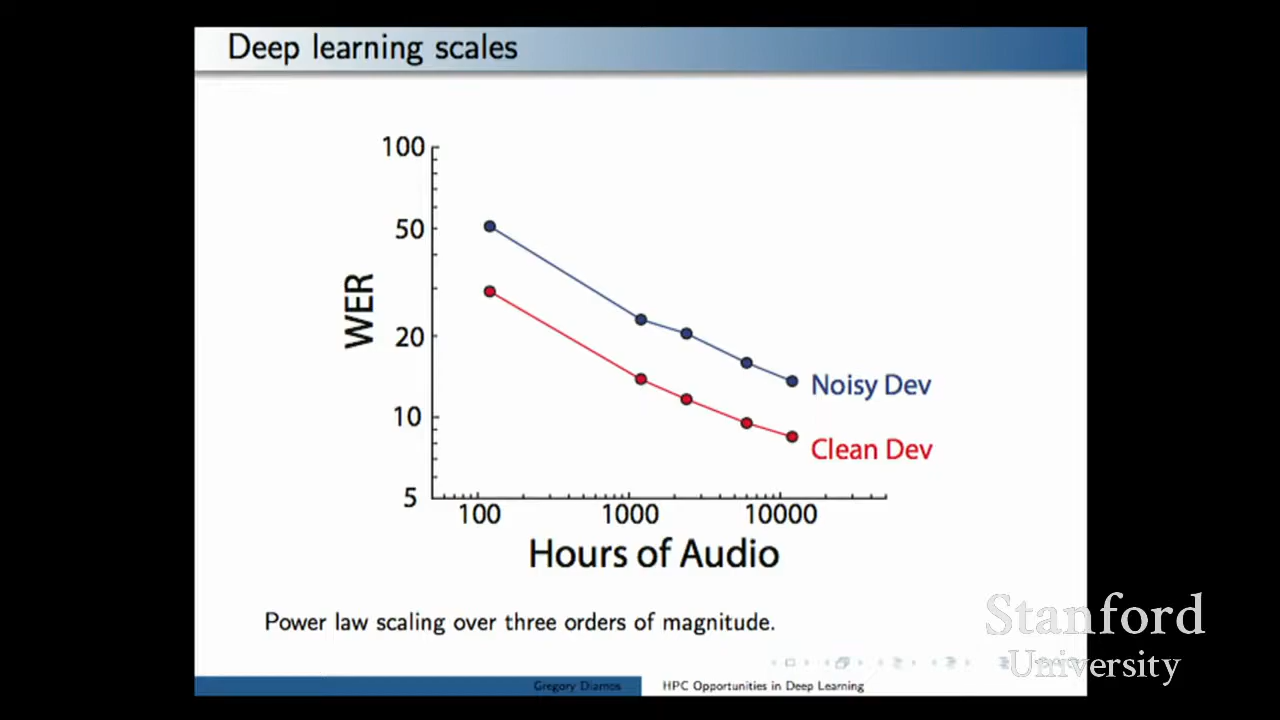 Deep learning scales
100
50
WER
20
Noisy Dev
10
Clean Dev
5
100 1000 10000
Hours of Audio
Power law scaling over three orders of magnitude.
Stanford
University
Gregory Diamos HPC Opportunities in Deep Learning